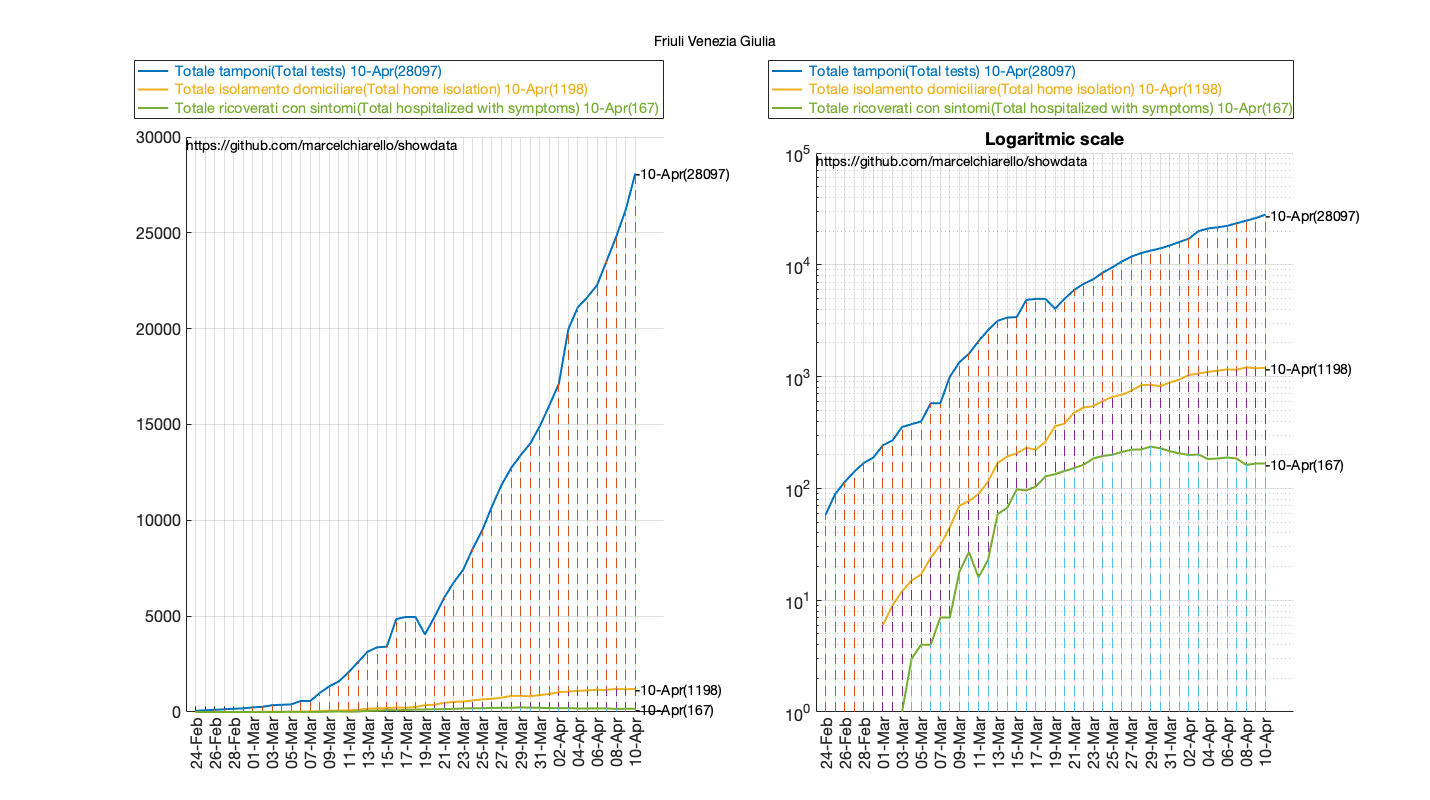 Friuli Venezia Giulia
Totale tamponi(Total tests) 10-Apr(28097)
Totale isolamento domiciliare(Total home isolation) 10-Apr(1198)
Totale ricoverati con sintomi(Total hospitalized with symptoms) 10-Apr(167)
30000
25000
20000
15000
10000
5000
0
https://github.com/marcelchiarello/showdata
10-Apr(28097)
10-Apr(1198)
10-Apr(167)
24-Feb
26-Feb
28-Feb
01-Mar
03-Mar
05-Mar
07-Mar
09-Mar
11-Mar
13-Mar
15-Mar
17-Mar
19-Mar
21-Mar
23-Mar
25-Mar
27-Mar
29-Mar
31-Mar
02-Apr
04-Apr
06-Apr
08-Apr
10-Apr
Totale tamponi(Total tests) 10-Apr(28097)
Totale isolamento domiciliare(Total home isolation) 10-Apr(1198)
Totale ricoverati con sintomi(Total hospitalized with symptoms) 10-Apr(167)
Logaritmic scale
10^5
10^4
10^3
10^2
10^1
10^0
https://github.com/marcelchiarello/showdata
10-Apr(28097)
10-Apr(1198)
10-Apr(167)
24-Feb
26-Feb
28-Feb
01-Mar
03-Mar
05-Mar
07-Mar
09-Mar
11-Mar
13-Mar
15-Mar
17-Mar
19-Mar
21-Mar
23-Mar
25-Mar
27-Mar
29-Mar
31-Mar
02-Apr
04-Apr
06-Apr
08-Apr
10-Apr